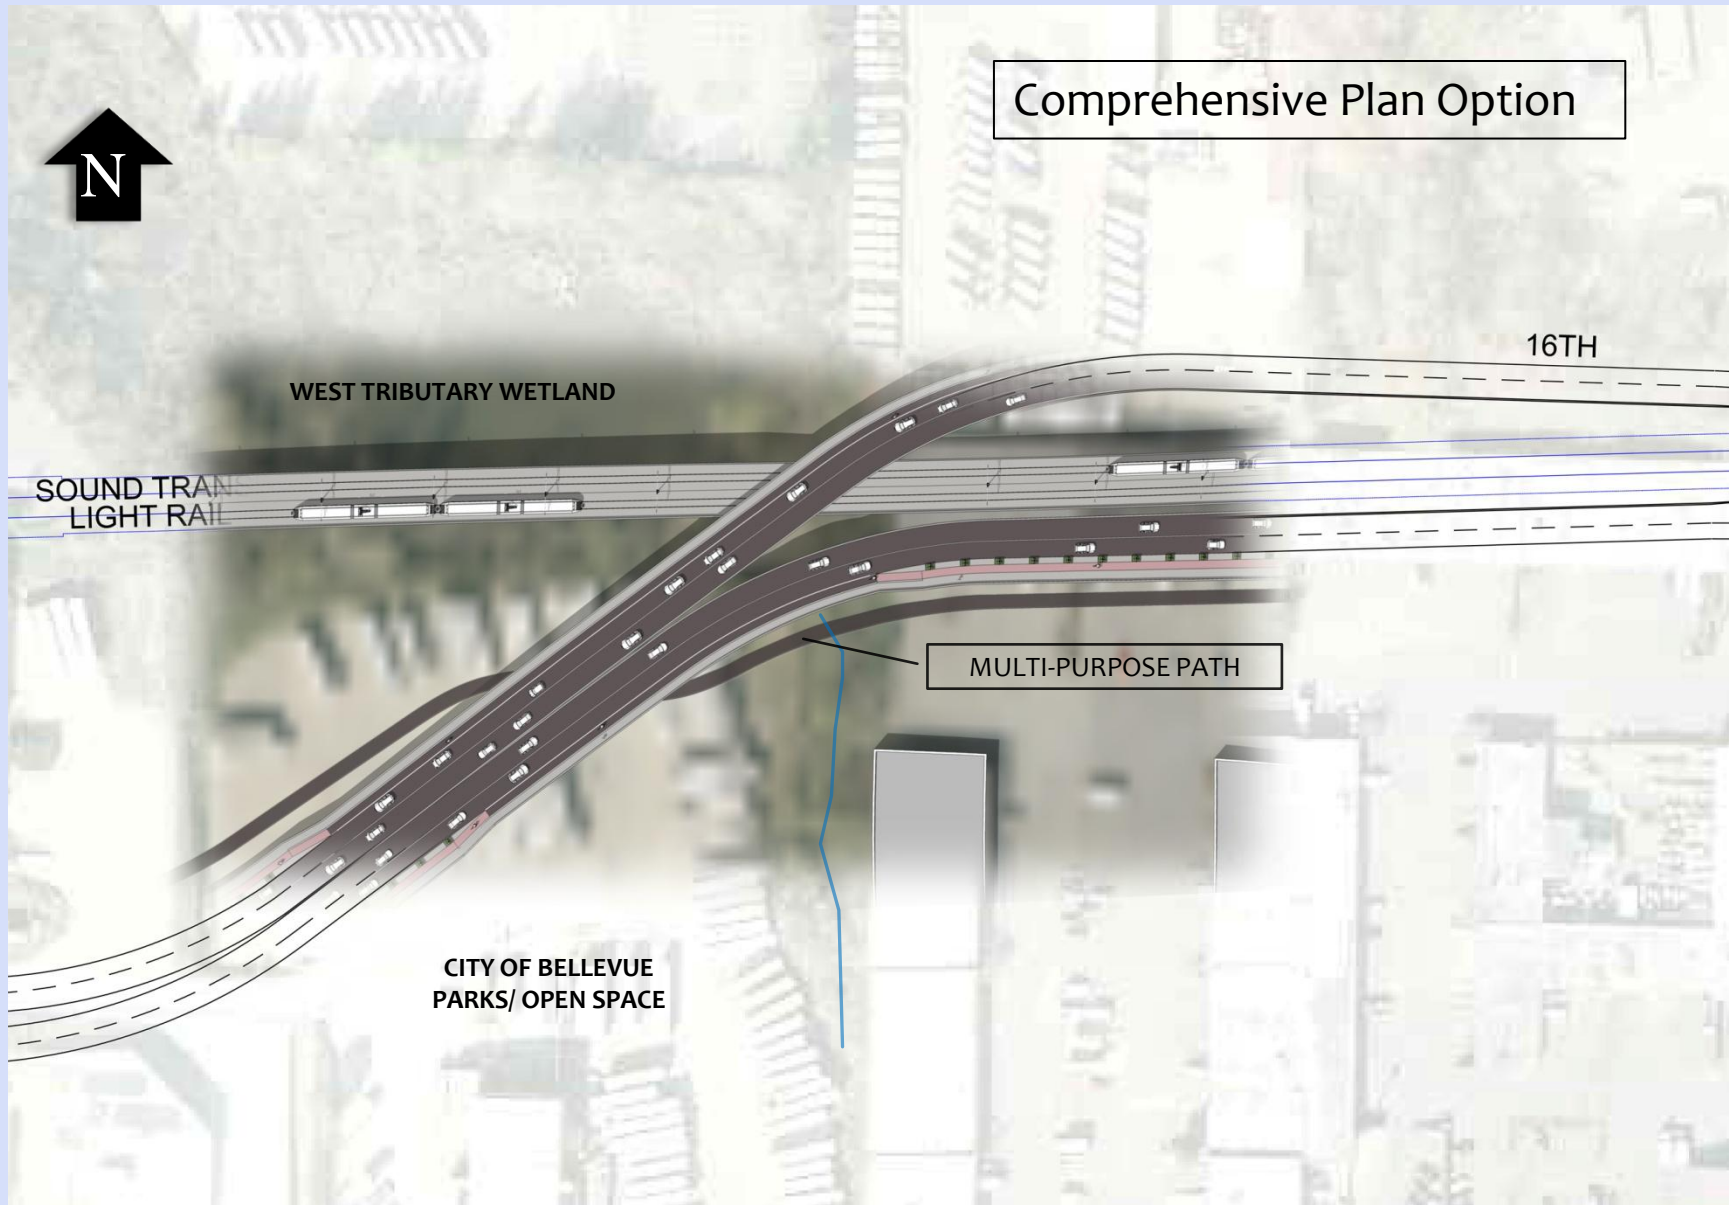 Comprehensive Plan Option
N
16TH
WEST TRIBUTARY WETLAND
SOUND TRAN
LIGHT RAIL
MULTI-PURPOSE PATH
CITY OF BELLEVUE
PARKS/ OPEN SPACE